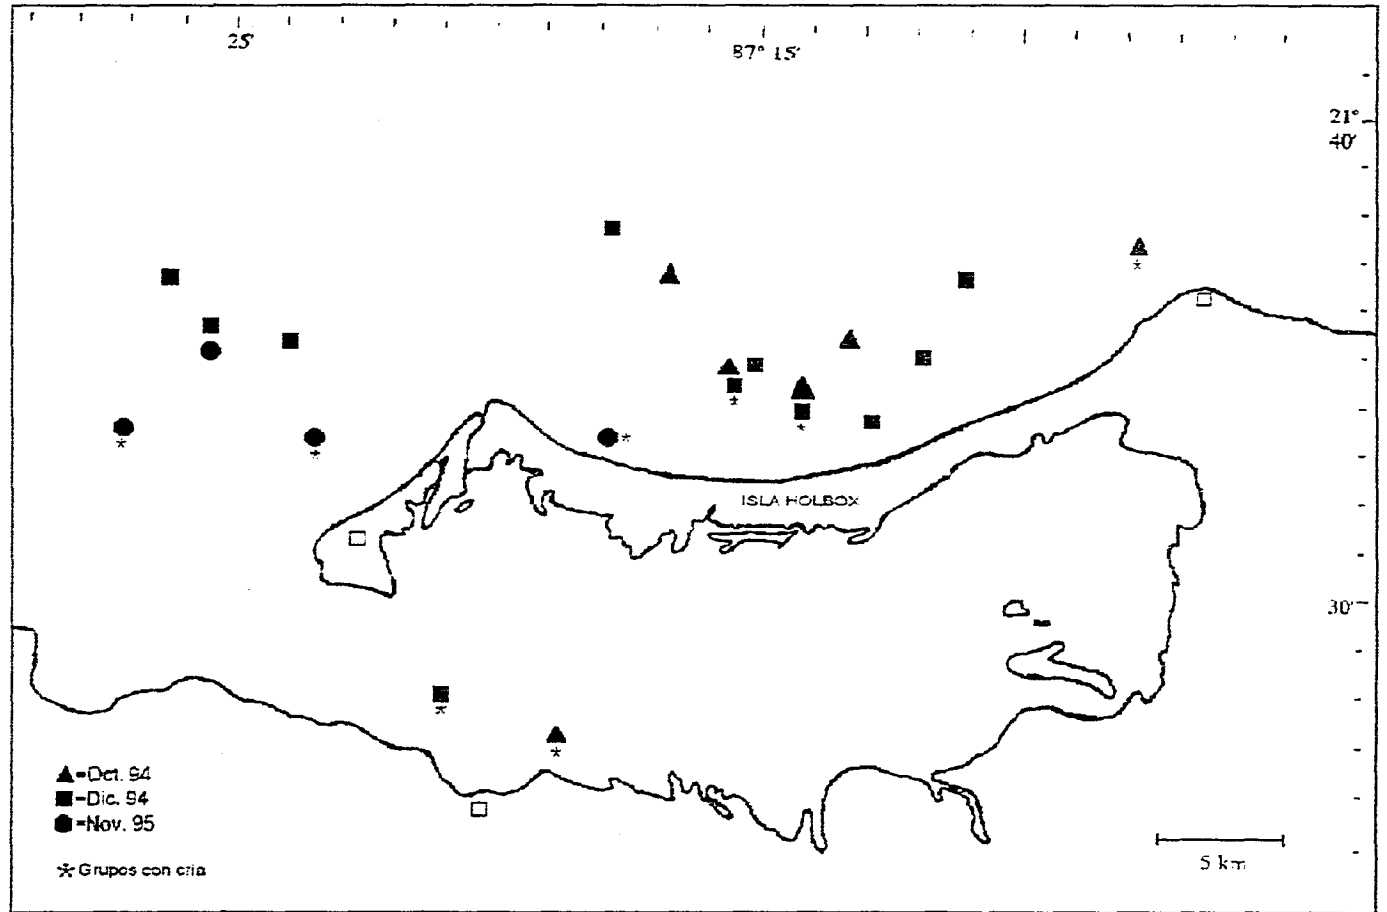 25'
87° 15'
21°
40'
ISLA HOLBOX
30'
▲=Oct. 94
■=Dic. 94
●=Nov. 95
* Grupos con cria
5 km